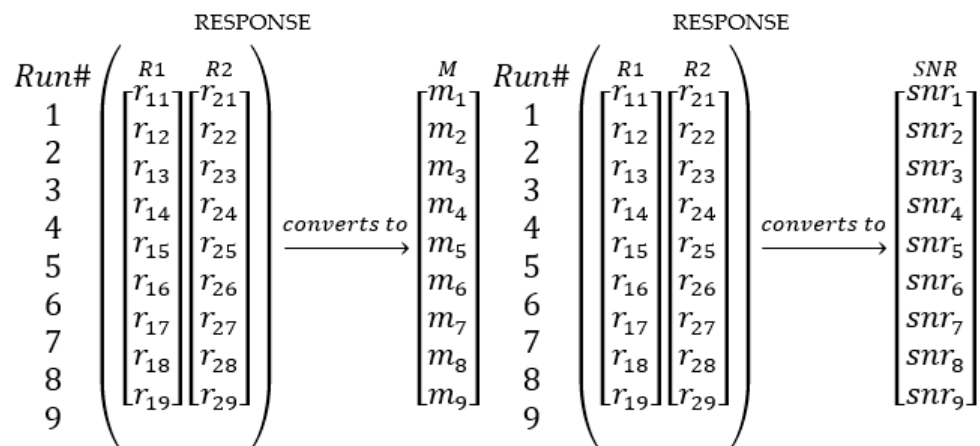 RESPONSE RESPONSE
Run# R1 R2 M Run# R1 R2 SNR
1 r₁₁ r₂₁ m₁ 1 r₁₁ r₂₁ snr₁
2 r₁₂ r₂₂ m₂ 2 r₁₂ r₂₂ snr₂
3 r₁₃ r₂₃ m₃ 3 r₁₃ r₂₃ snr₃
4 r₁₄ r₂₄ m₄ 4 r₁₄ r₂₄ snr₄
5 r₁₅ r₂₅ converts to m₅ 5 r₁₅ r₂₅ converts to snr₅
6 r₁₆ r₂₆ m₆ 6 r₁₆ r₂₆ snr₆
7 r₁₇ r₂₇ m₇ 7 r₁₇ r₂₇ snr₇
8 r₁₈ r₂₈ m₈ 8 r₁₈ r₂₈ snr₈
9 r₁₉ r₂₉ m₉ 9 r₁₉ r₂₉ snr₉